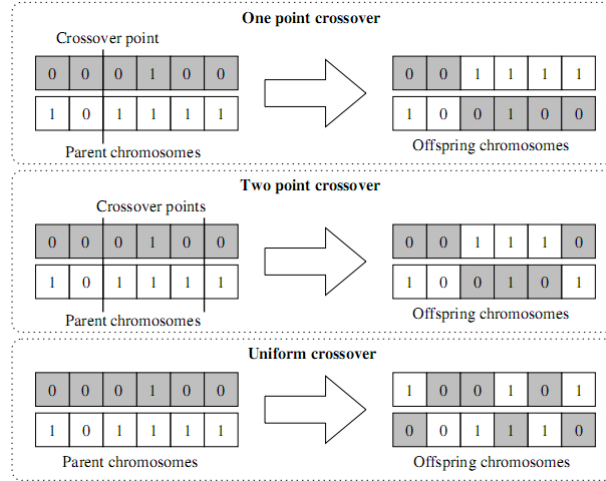 One point crossover
Crossover point
0 0 0 1 0 0
0 0 1 1 1 1
1 0 1 1 1 1
1 0 0 1 0 0
Parent chromosomes
Offspring chromosomes
Two point crossover
Crossover points
0 0 0 1 0 0
0 0 1 1 1 0
1 0 1 1 1 1
1 0 0 1 0 1
Parent chromosomes
Offspring chromosomes
Uniform crossover
0 0 0 1 0 0
1 0 0 1 0 1
1 0 1 1 1 1
0 0 1 1 1 0
Parent chromosomes
Offspring chromosomes